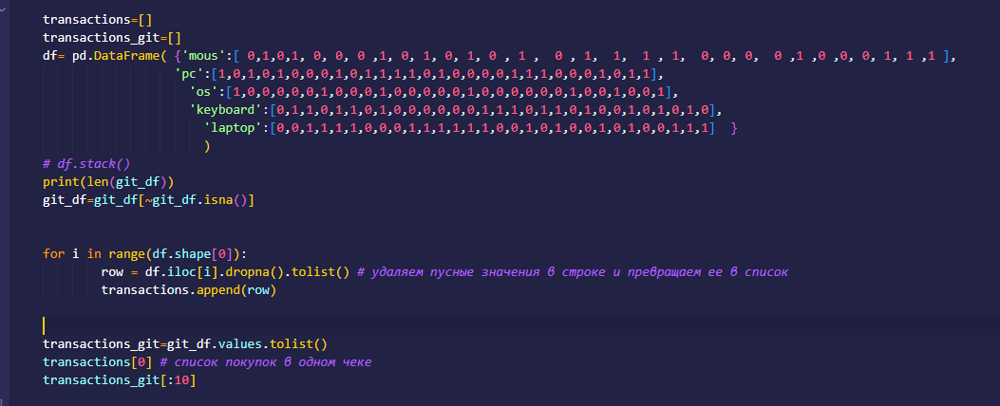 transactions=[]
transactions_git=[]
df= pd.DataFrame( {'mous':[ 0,1,0,1, 0, 0, 0 ,1,0, 1, 0, 1, 0 , 1 , 0 , 1, 1, 1, 1 , 1, 0, 0, 0, 0 ,1 ,0 ,0, 0, 1, 1 ,1 ],
'pc':[1,0,1,0,1,0,0,0,1,0,1,1,1,1,0,1,0,0,0,0,1,1,1,0,0,1,0,1,0,1,1],
'os':[1,0,0,0,0,0,1,0,0,0,1,0,0,0,0,0,1,0,0,0,0,0,0,0,1,0,0,1,0,0,1],
'keyboard':[0,1,1,0,1,1,0,1,0,0,0,0,0,0,1,1,1,0,1,1,0,1,0,0,1,0,1,0,1,0],
'laptop':[0,0,1,1,1,1,0,0,0,1,1,1,1,1,1,0,0,1,0,1,0,0,1,0,1,0,0,1,1,1] }
)
# df.stack()
print(len(git_df))
git_df=git_df[~git_df.isna()]
for i in range(df.shape[0]):
row = df.iloc[i].dropna().tolist() # удаляем пусные значения в строке и превращаем ее в список
transactions.append(row)
transactions_git=git_df.values.tolist()
transactions[0] # список покупок в одном чеке
transactions_git[:10]